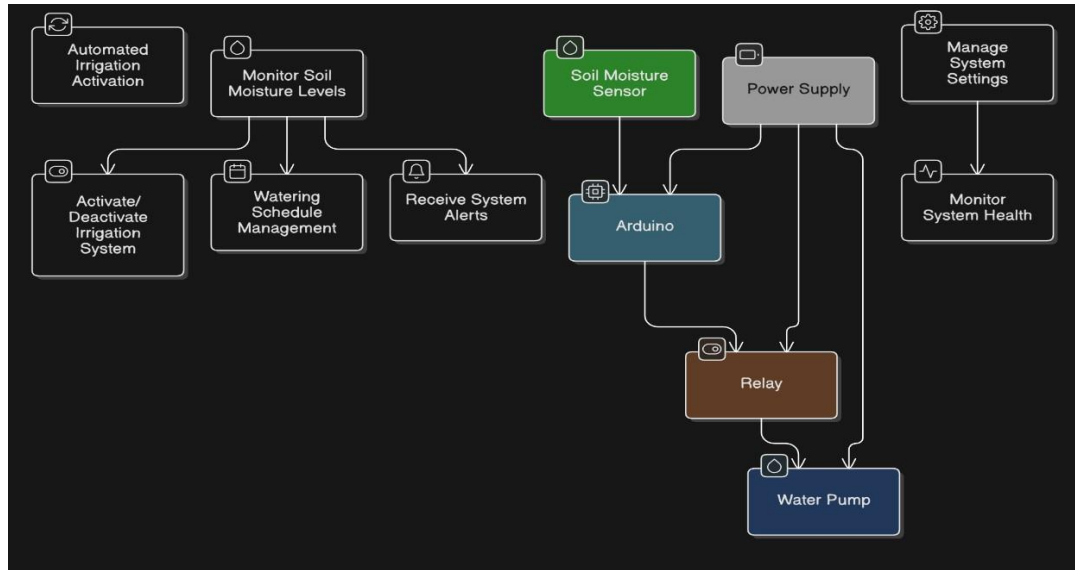 Automated
Irrigation
Activation
Monitor Soil
Moisture Levels
Soil Moisture
Sensor
Power Supply
Manage
System
Settings
Activate/
Deactivate
Irrigation
System
Watering
Schedule
Management
Receive System
Alerts
Arduino
Monitor
System Health
Relay
Water Pump